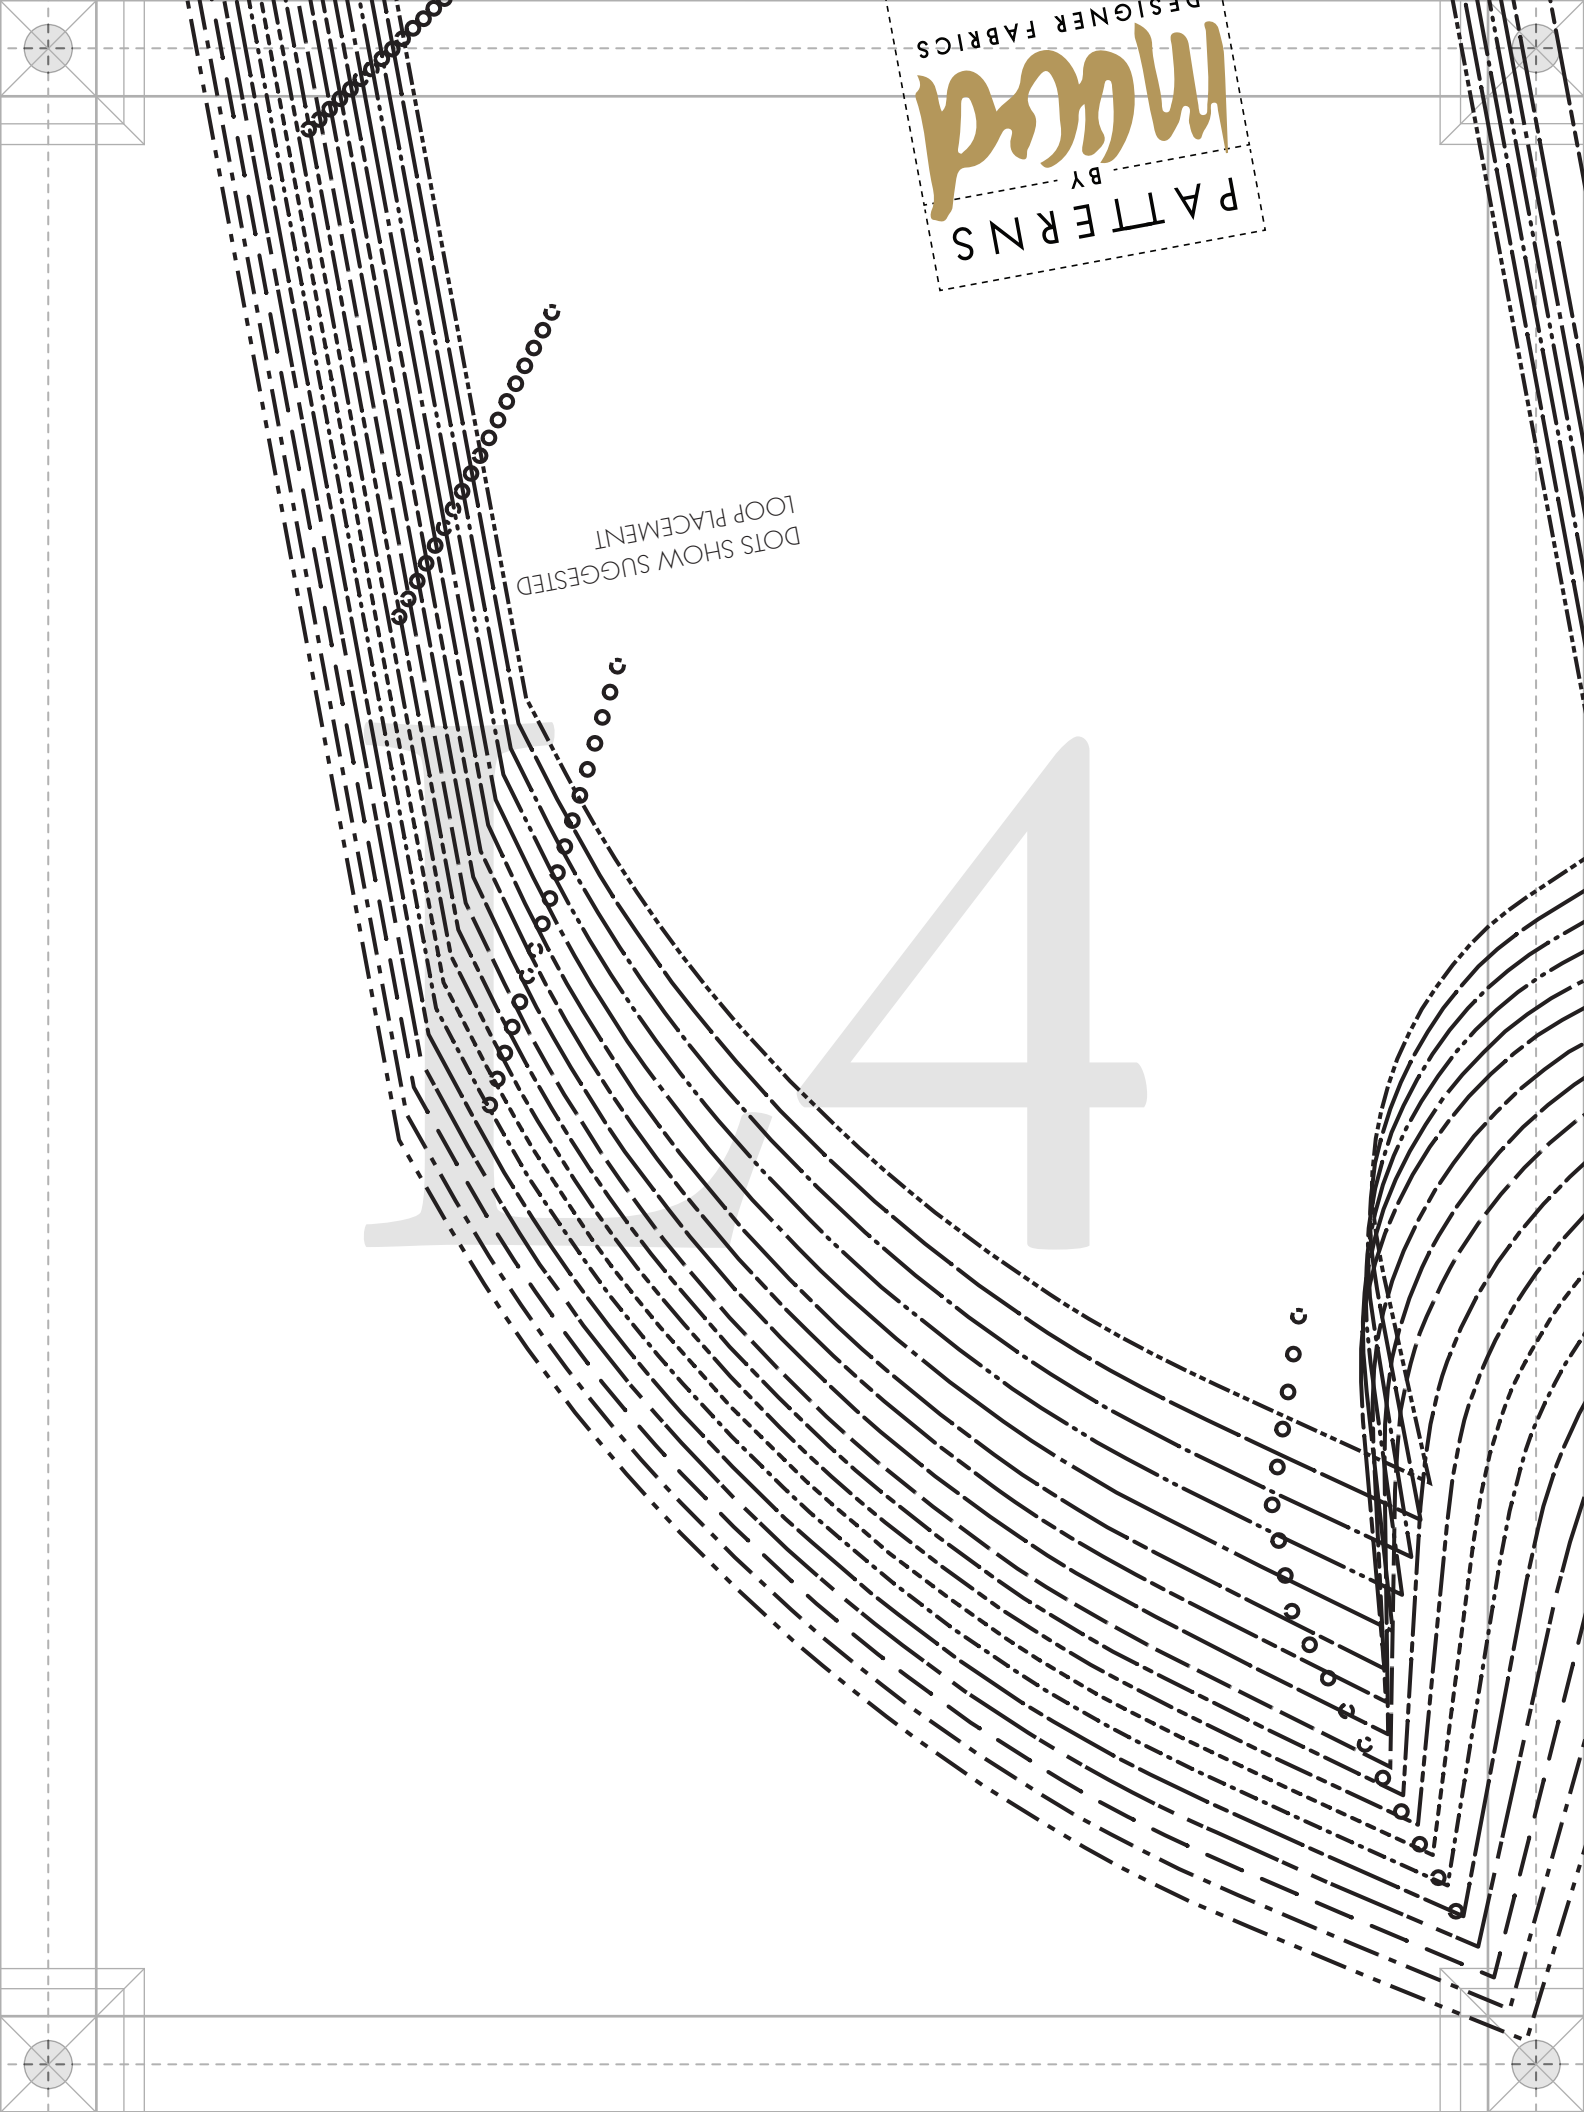 PATTERNS
BY
mood
DESIGNER FABRICS
DOTS SHOW SUGGESTED
LOOP PLACEMENT
L4